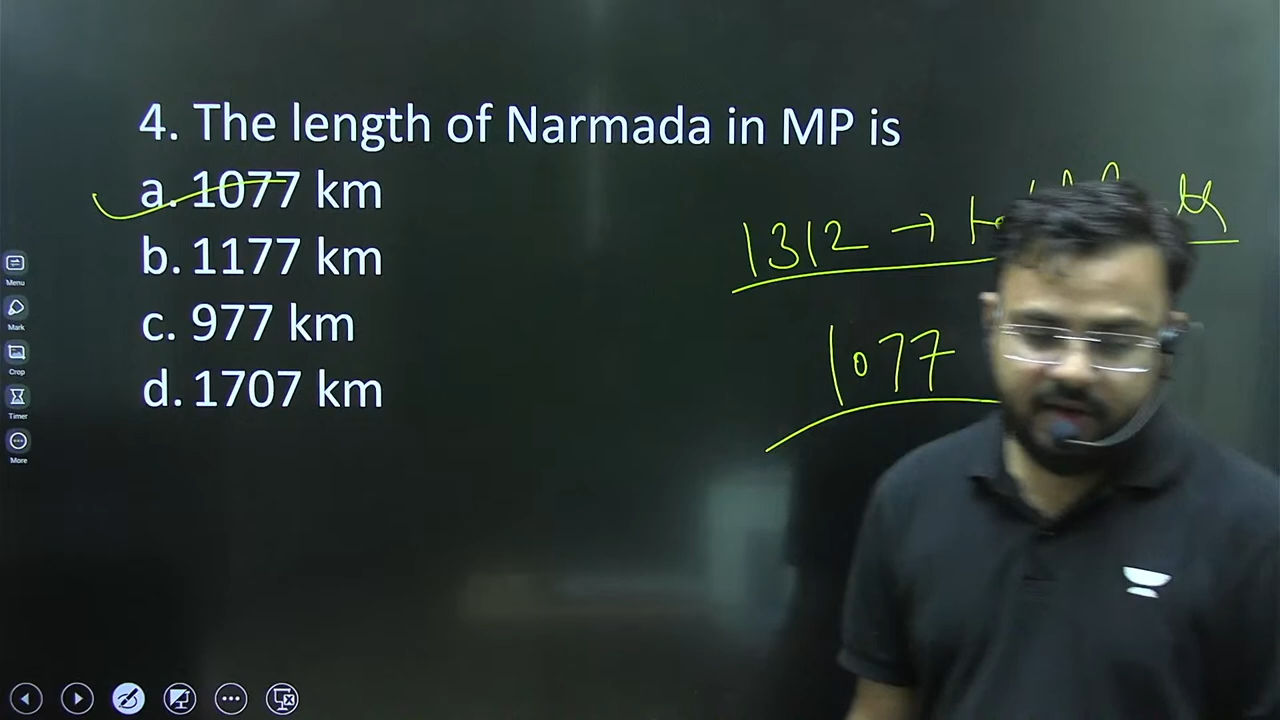 4. The length of Narmada in MP is
a. 1077 km
b. 1177 km
c. 977 km
d. 1707 km
1312 →
1077
Menu
Mark
Crop
Timer
More